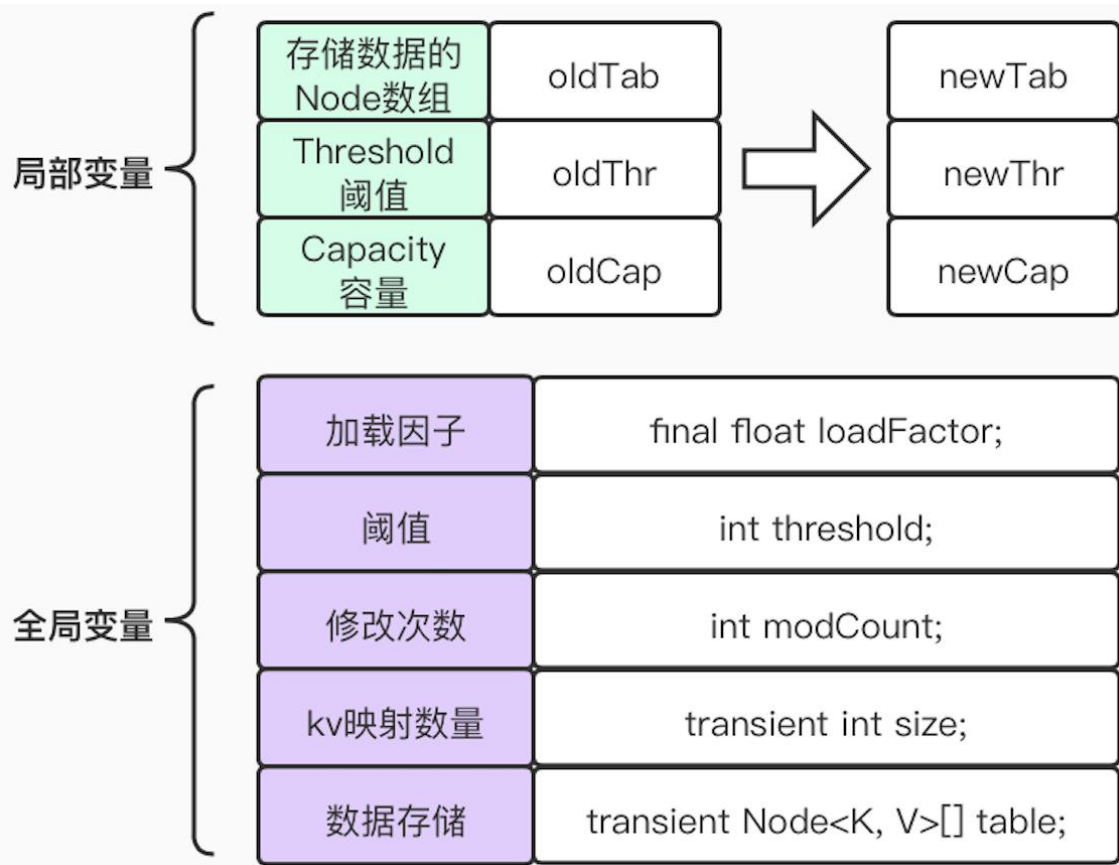 存储数据的
Node数组
oldTab
newTab
局部变量
Threshold
阈值
oldThr
newThr
Capacity
容量
oldCap
newCap
全局变量
加载因子
final float loadFactor;
阈值
int threshold;
修改次数
int modCount;
kv映射数量
transient int size;
数据存储
transient Node<K, V>[] table;